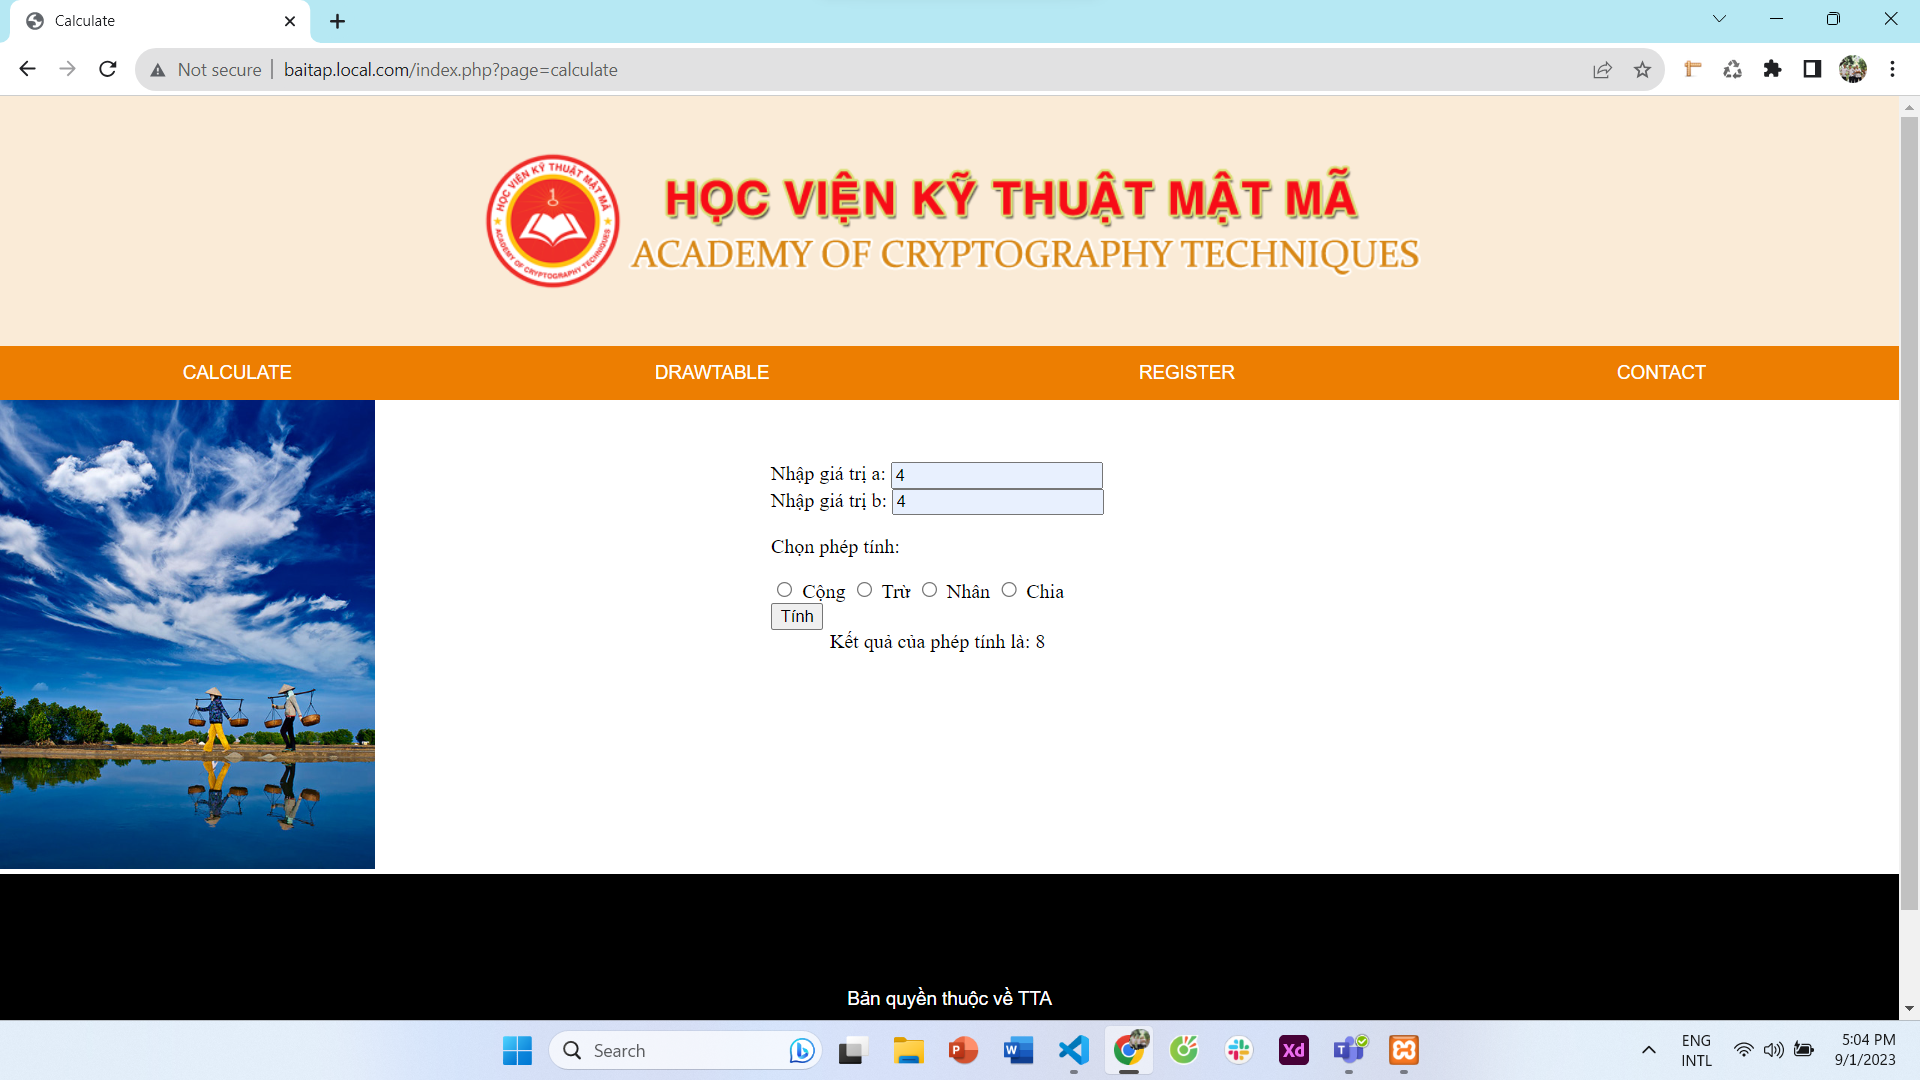 Calculate
Not secure baitap.local.com/index.php?page=calculate
HỌC VIỆN KỸ THUẬT MẬT MÃ
ACADEMY OF CRYPTOGRAPHY TECHNIQUES
HỌC VIỆN KỸ THUẬT MẬT MÃ
ACADEMY OF CRYPTOGRAPHY TECHNIQUES
CALCULATE DRAWTABLE REGISTER CONTACT
Nhập giá trị a: 4
Nhập giá trị b: 4
Chọn phép tính:
Cộng Trừ Nhân Chia
Tính
Kết quả của phép tính là: 8
Bản quyền thuộc về TTA
Search
Xd
ENG
INTL
5:04 PM
9/1/2023